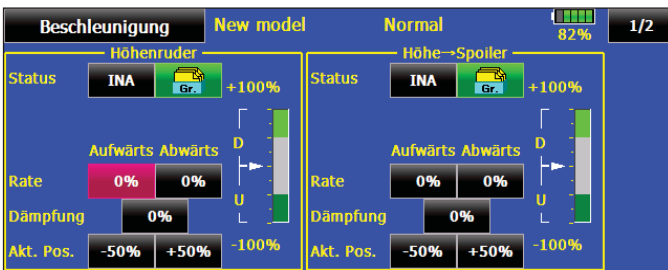 Beschleunigung New model Normal 82% 1/2
Höhenruder Höhe→Spoiler
Status INA Gr. +100% Status INA Gr. +100%
Aufwärts Abwärts D Aufwärts Abwärts D
Rate 0% 0% Rate 0% 0%
U U
Dämpfung 0% Dämpfung 0%
Akt. Pos. -50% +50% -100% Akt. Pos. -50% +50% -100%